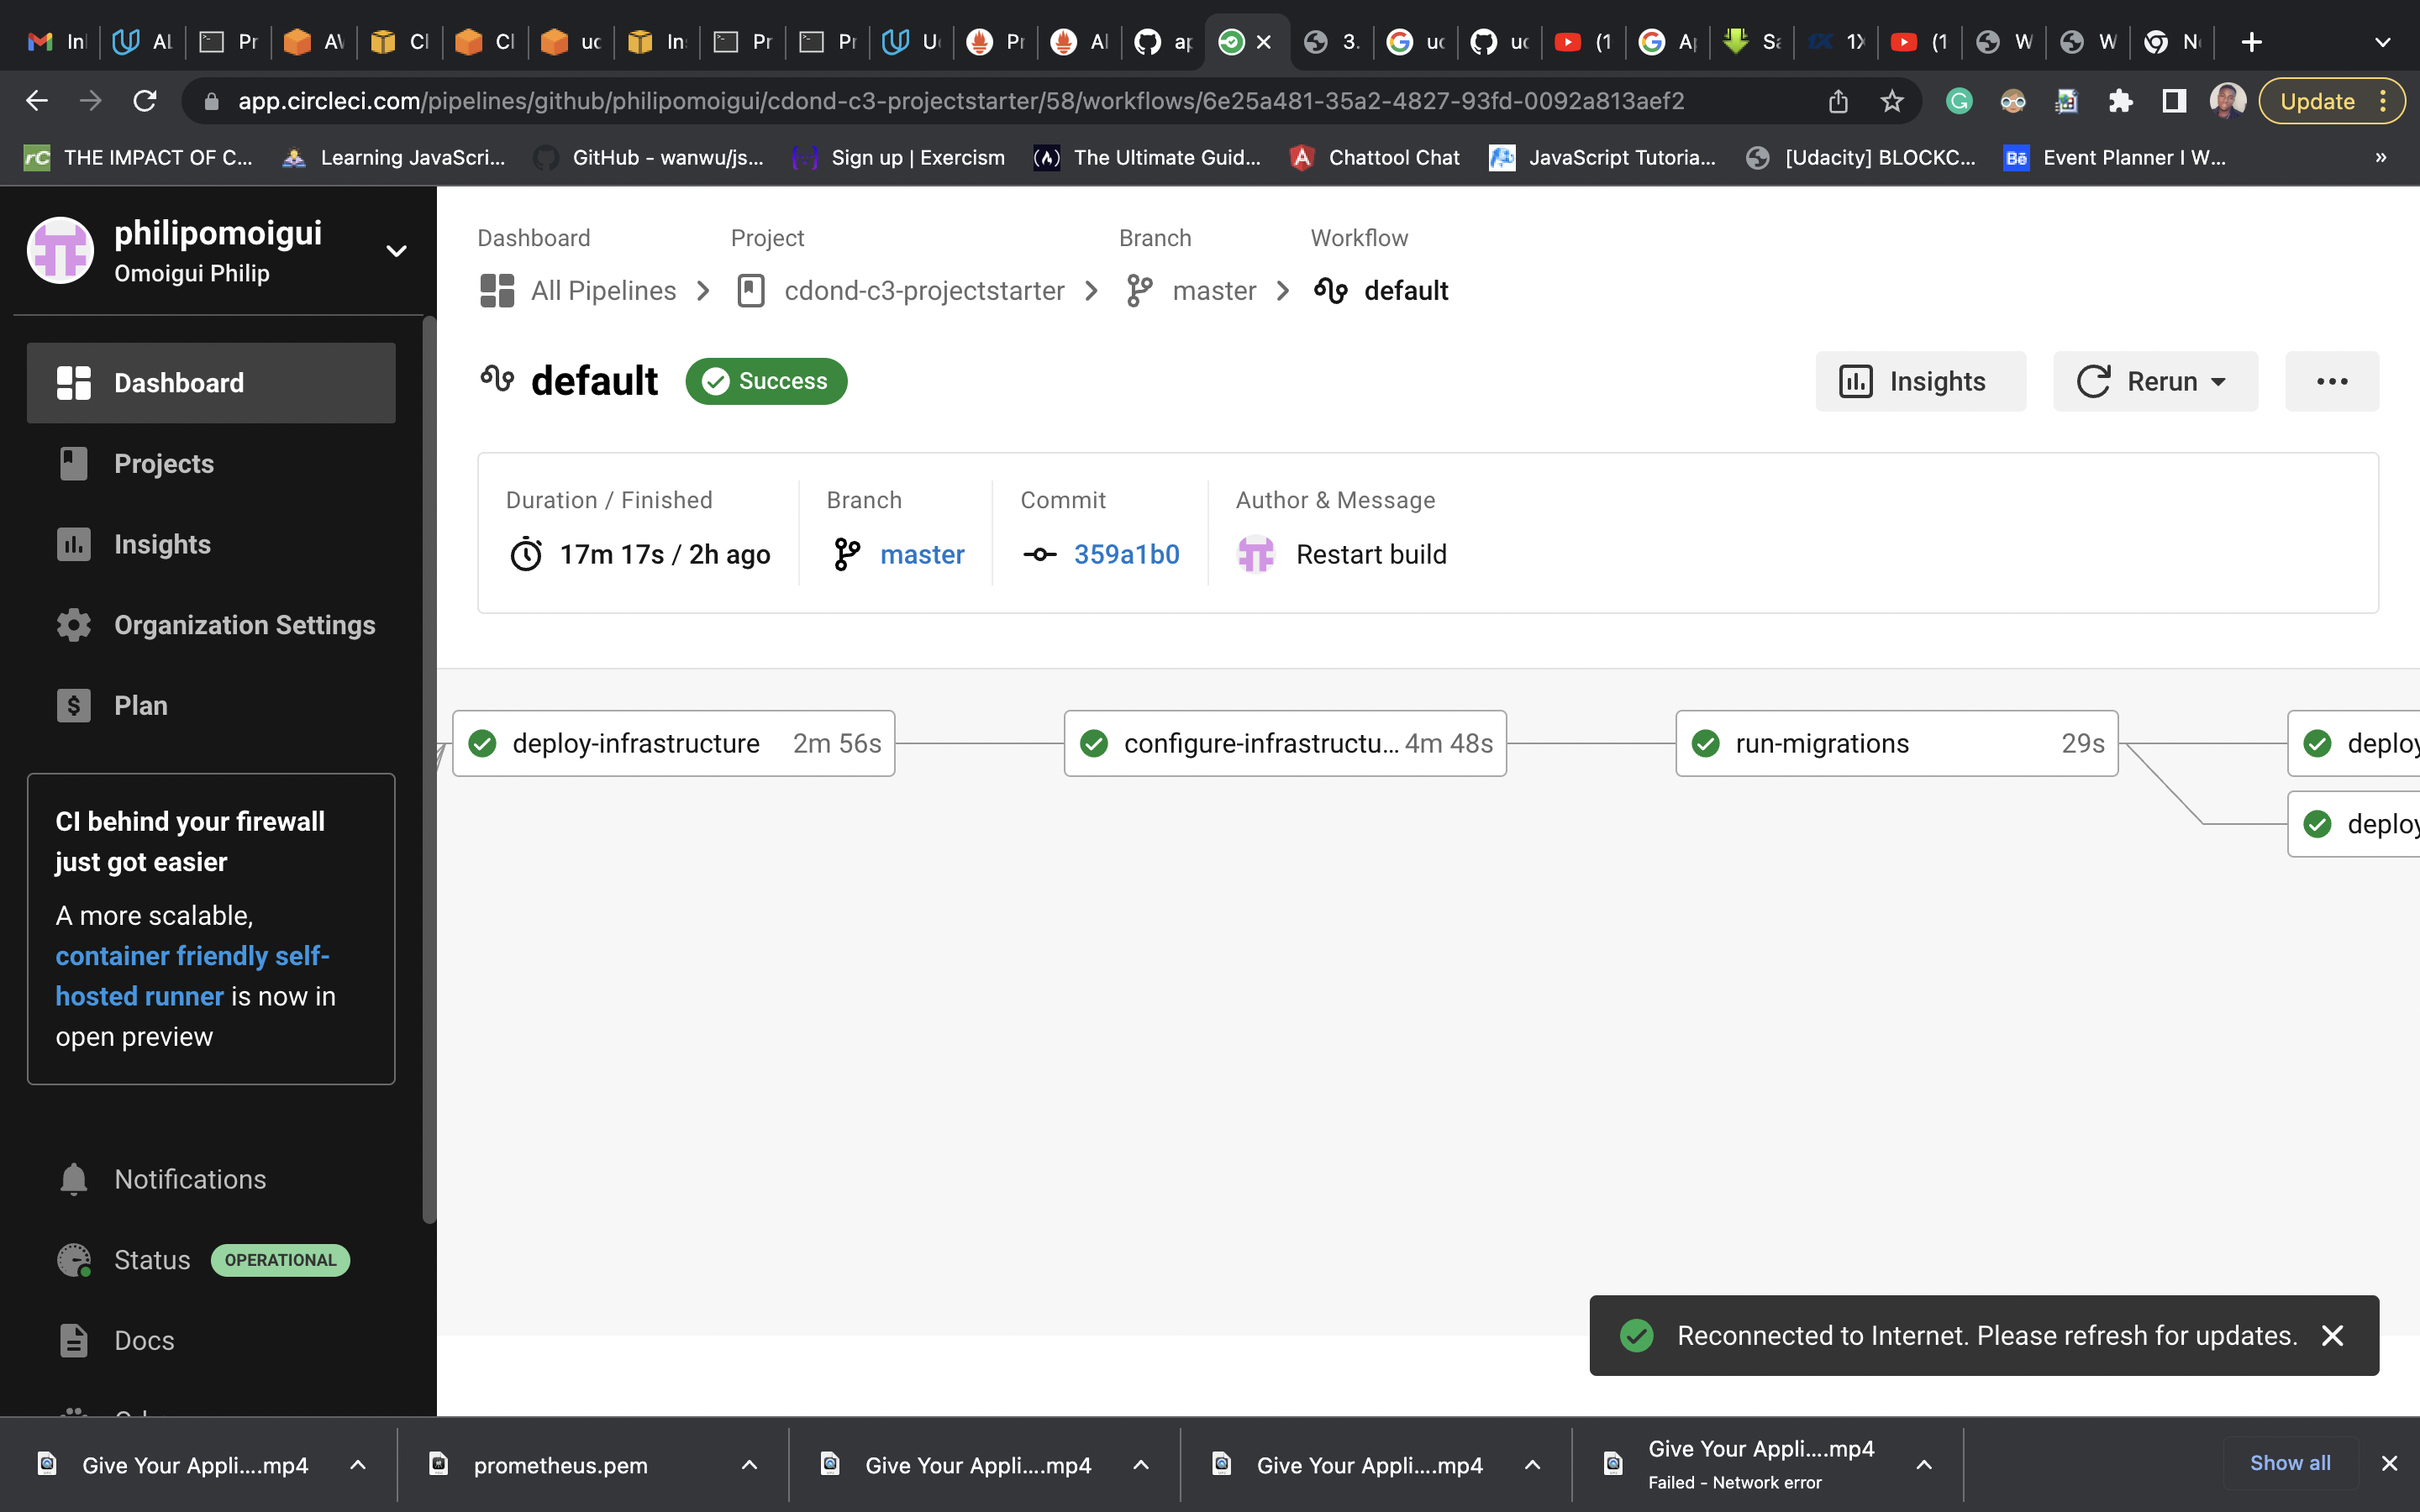 In
AL
Pr
AW
Cl
Cl
uc
In
Pr
Pr
U
Pr
Al
ap
3.
uc
uc
(1
Ap
Sa
1X
(1
W
W
N
app.circleci.com/pipelines/github/philipomoigui/cdond-c3-projectstarter/58/workflows/6e25a481-35a2-4827-93fd-0092a813aef2
Update
THE IMPACT OF C...
Learning JavaScri...
GitHub - wanwu/js...
Sign up | Exercism
The Ultimate Guid...
Chattool Chat
JavaScript Tutoria...
[Udacity] BLOCKC...
Bē
Event Planner I W...
»
philipomoigui
Omoigui Philip
Dashboard
Projects
Insights
Organization Settings
Plan
CI behind your firewall
just got easier
A more scalable,
container friendly self-
hosted runner is now in
open preview
Notifications
Status
OPERATIONAL
Docs
Dashboard
Project
Branch
Workflow
All Pipelines
cdond-c3-projectstarter
master
default
default
Success
Insights
Rerun
Duration / Finished
Branch
Commit
Author & Message
17m 17s / 2h ago
master
359a1b0
Restart build
deploy-infrastructure 2m 56s
configure-infrastructu... 4m 48s
run-migrations 29s
deploy
deploy
Reconnected to Internet. Please refresh for updates.
Give Your Appli....mp4
prometheus.pem
Give Your Appli....mp4
Give Your Appli....mp4
Give Your Appli....mp4
Failed - Network error
Show all